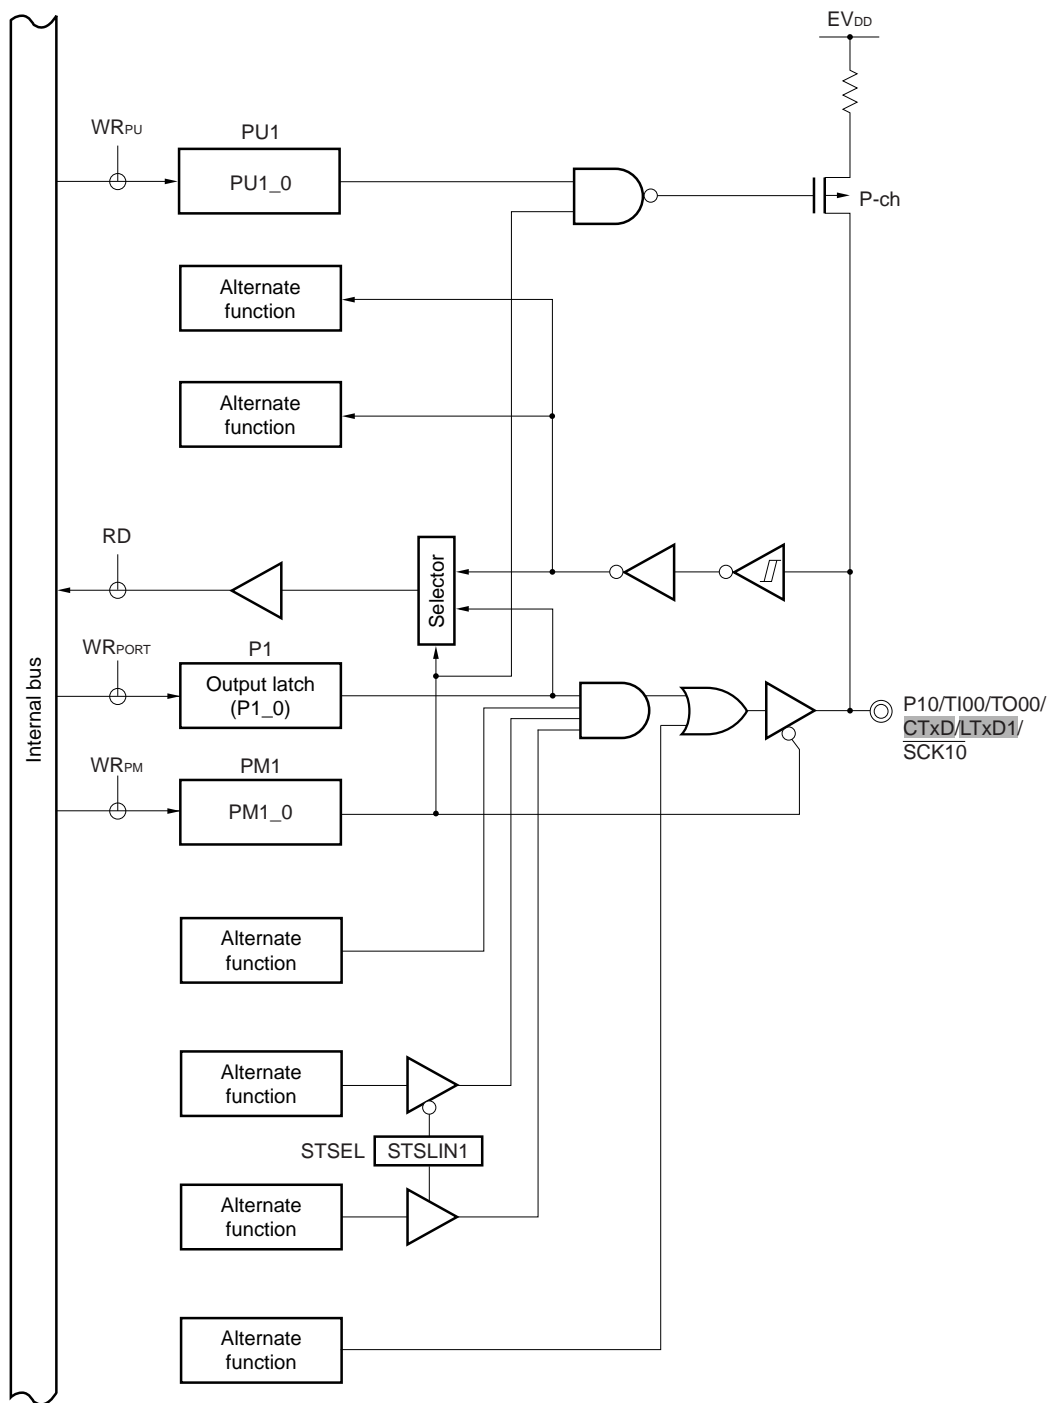 EVDD
WRPU
PU1
PU1_0
P-ch
Alternate
function
Alternate
function
RD
Selector
Internal bus
WRPORT
P1
Output latch
(P1_0)
P10/TI00/TO00/
CTxD/LTxD1/
SCK10
WRPM
PM1
PM1_0
Alternate
function
Alternate
function
STSEL
STSLIN1
Alternate
function
Alternate
function